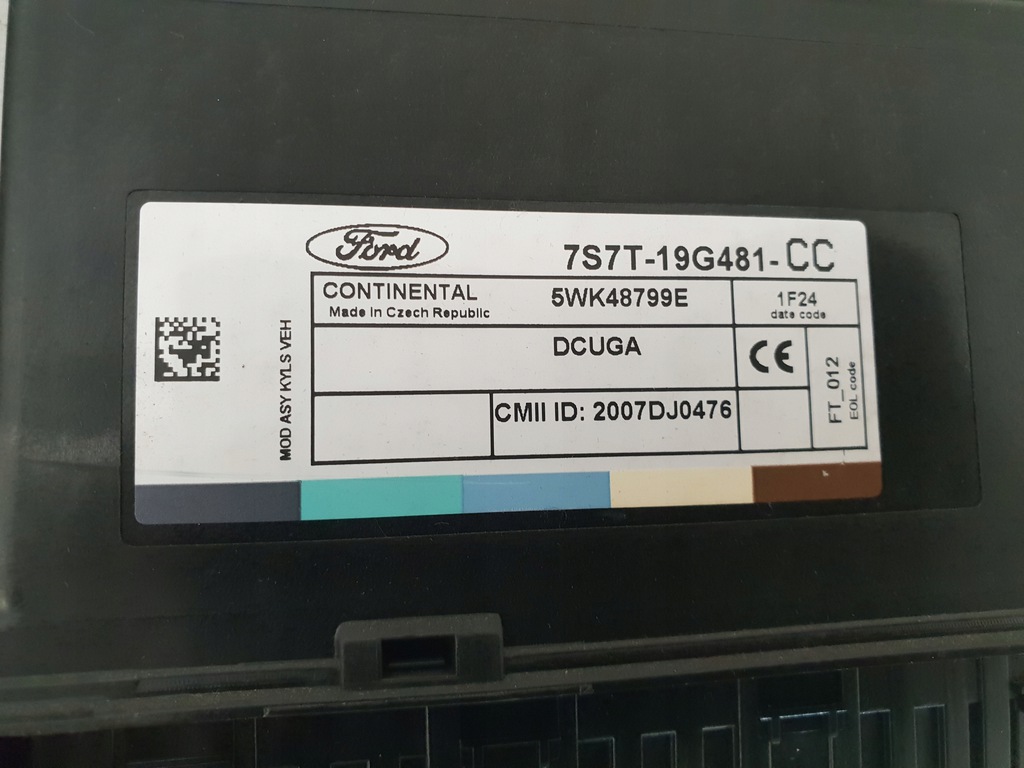 Ford
7S7T-19G481-CC
CONTINENTAL
Made In Czech Republic
5WK48799E
1F24
date code
DCUGA
CE
CMII ID: 2007DJ0476
FT_012
EOL code
MOD ASY KYLS VEH